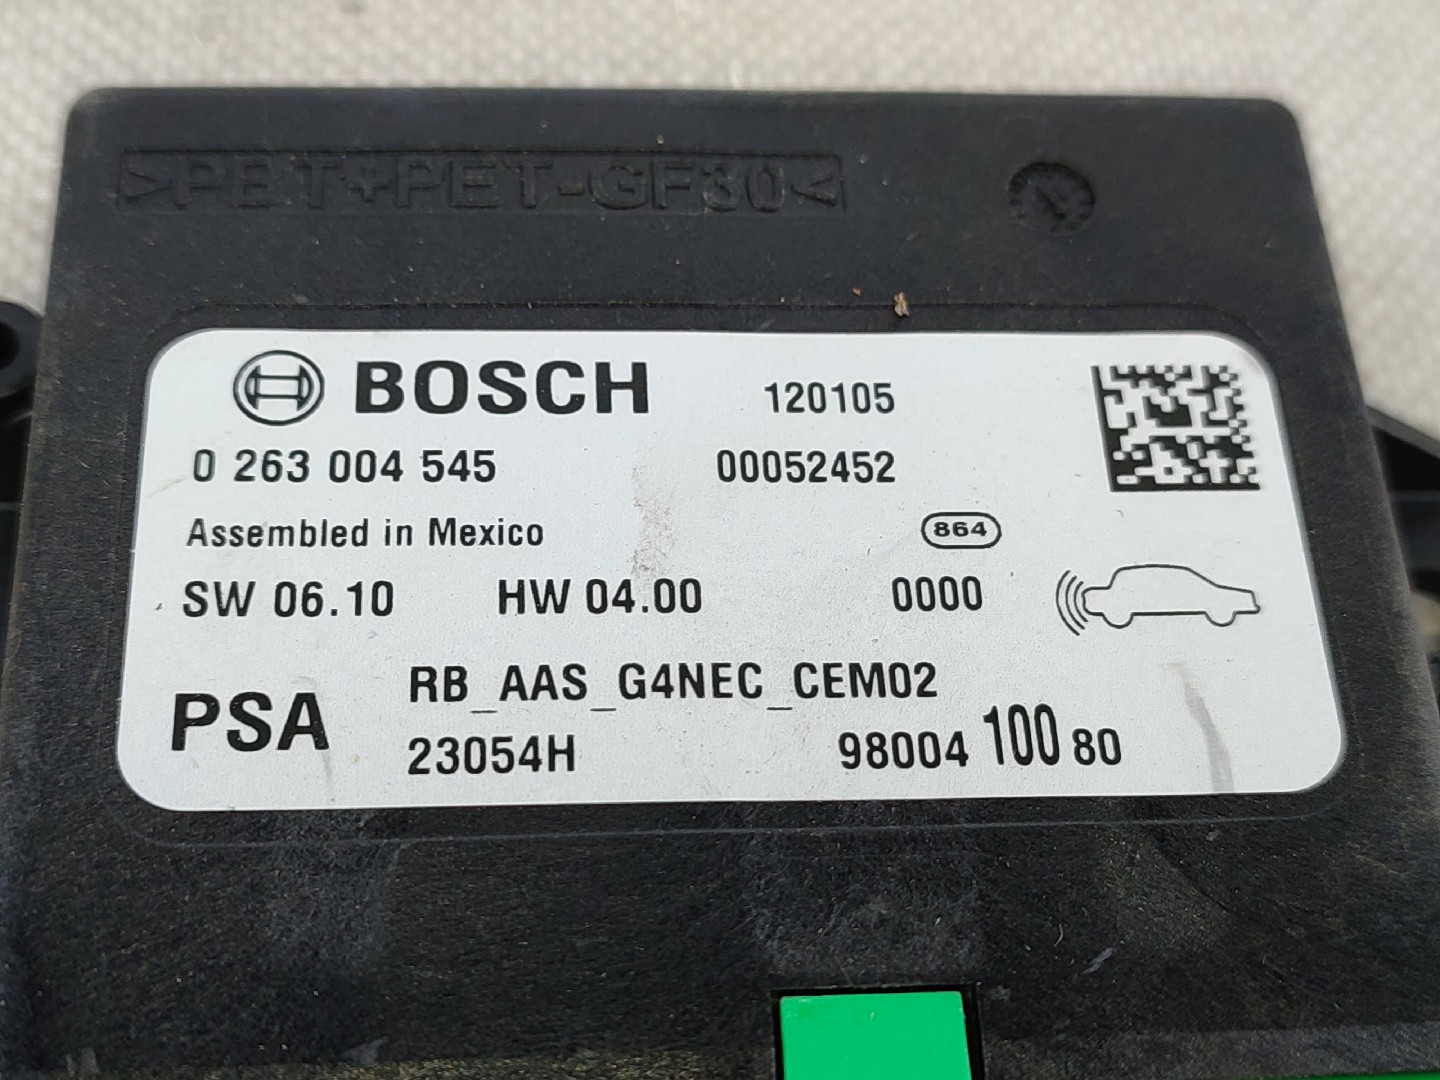 >PBT+PET-GF30<
BOSCH 120105
0 263 004 545 00052452
Assembled in Mexico 864
SW 06.10 HW 04.00 0000
RB_AAS_G4NEC_CEM02
PSA 23054H 98004 100 80